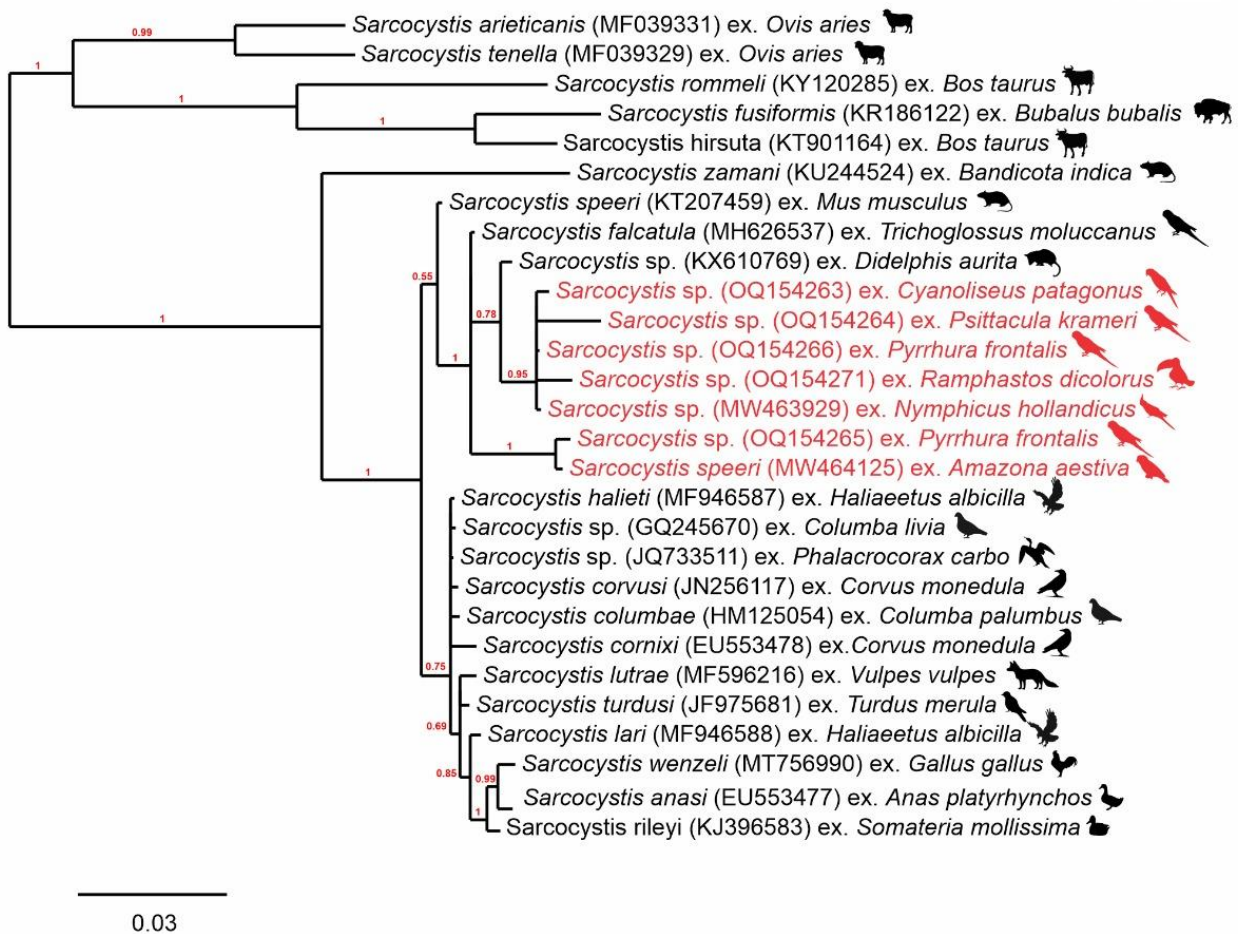 0.99
Sarcocystis arieticanis (MF039331) ex. Ovis aries
1
Sarcocystis tenella (MF039329) ex. Ovis aries
Sarcocystis rommeli (KY120285) ex. Bos taurus
1
Sarcocystis fusiformis (KR186122) ex. Bubalus bubalis
1
Sarcocystis hirsuta (KT901164) ex. Bos taurus
Sarcocystis zamani (KU244524) ex. Bandicota indica
Sarcocystis speeri (KT207459) ex. Mus musculus
Sarcocystis falcatula (MH626537) ex. Trichoglossus moluccanus
Sarcocystis sp. (KX610769) ex. Didelphis aurita
0.55
Sarcocystis sp. (OQ154263) ex. Cyanoliseus patagonus
0.78
Sarcocystis sp. (OQ154264) ex. Psittacula krameri
1
Sarcocystis sp. (OQ154266) ex. Pyrrhura frontalis
1
0.95
Sarcocystis sp. (OQ154271) ex. Ramphastos dicolorus
Sarcocystis sp. (MW463929) ex. Nymphicus hollandicus
Sarcocystis sp. (OQ154265) ex. Pyrrhura frontalis
1
Sarcocystis speeri (MW464125) ex. Amazona aestiva
1
Sarcocystis halieti (MF946587) ex. Haliaeetus albicilla
Sarcocystis sp. (GQ245670) ex. Columba livia
Sarcocystis sp. (JQ733511) ex. Phalacrocorax carbo
Sarcocystis corvusi (JN256117) ex. Corvus monedula
Sarcocystis columbae (HM125054) ex. Columba palumbus
Sarcocystis cornixi (EU553478) ex.Corvus monedula
0.75
Sarcocystis lutrae (MF596216) ex. Vulpes vulpes
Sarcocystis turdusi (JF975681) ex. Turdus merula
0.69
Sarcocystis lari (MF946588) ex. Haliaeetus albicilla
Sarcocystis wenzeli (MT756990) ex. Gallus gallus
0.85
0.99
Sarcocystis anasi (EU553477) ex. Anas platyrhynchos
1
Sarcocystis rileyi (KJ396583) ex. Somateria mollissima
0.03